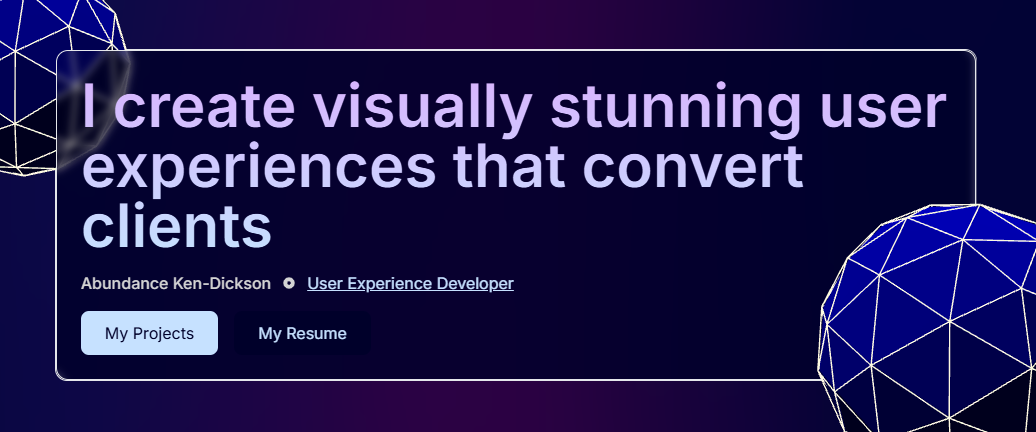 I create visually stunning user
experiences that convert
clients
Abundance Ken-Dickson User Experience Developer
My Projects My Resume